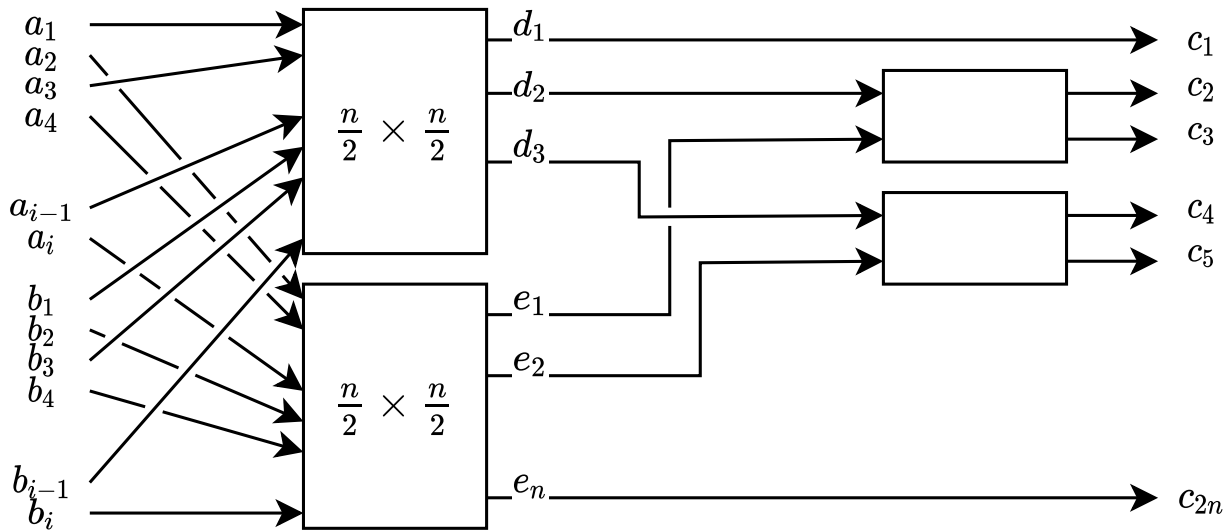 a₁
a₂
a₃
a₄
aᵢ₋₁
aᵢ
b₁
b₂
b₃
b₄
bᵢ₋₁
bᵢ
n/2 × n/2
n/2 × n/2
d₁
d₂
d₃
e₁
e₂
eₙ
c₁
c₂
c₃
c₄
c₅
c₂ₙ